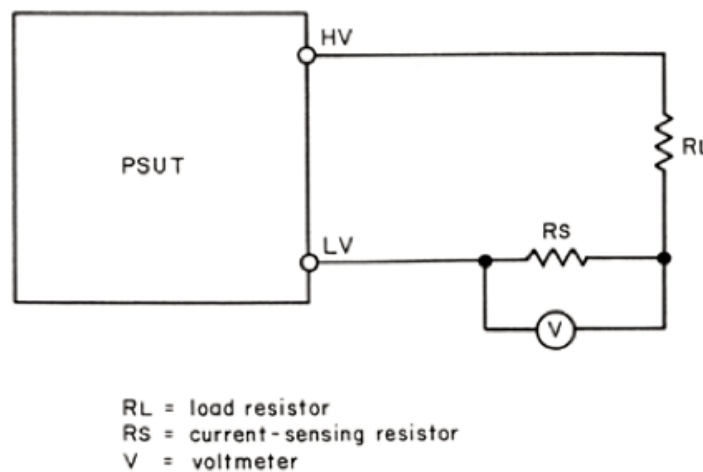 HV
PSUT
RL
RS
LV
V
RL = load resistor
RS = current-sensing resistor
V = voltmeter